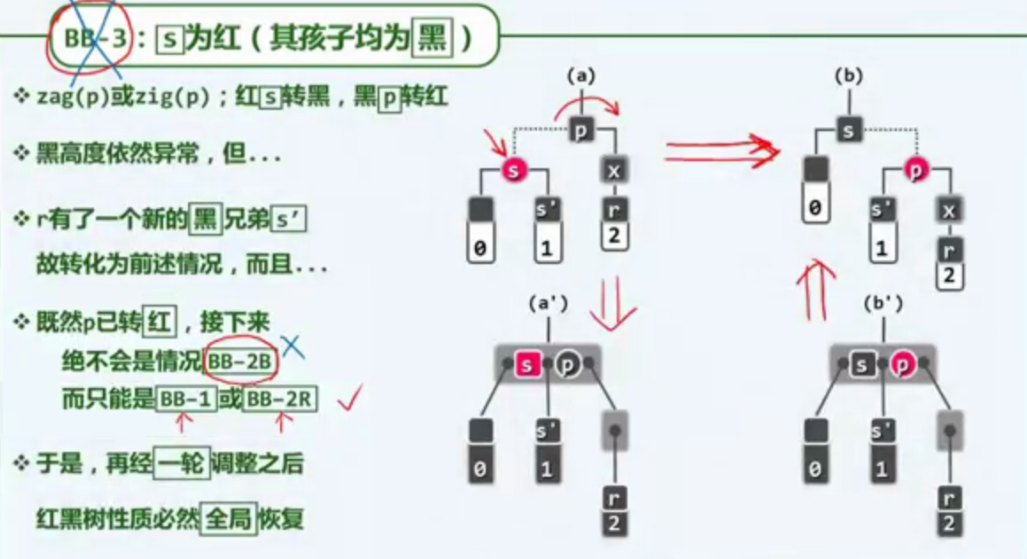 BB-3：s为红（其孩子均为黑）
❖ zag(p)或zig(p)；红s转黑，黑p转红
❖ 黑高度依然异常，但...
❖ r有了一个新的黑兄弟s'
故转化为前述情况，而且...
❖ 既然p已转红，接下来
绝不会是情况BB-2B
而只能是BB-1或BB-2R
❖ 于是，再经一轮调整之后
红黑树性质必然全局恢复
(a)
p
s
x
s'
r
0
1
2
(b)
s
p
0
s'
x
1
r
2
(a')
s p
s'
0
1
r
2
(b')
s p
s'
0
1
r
2